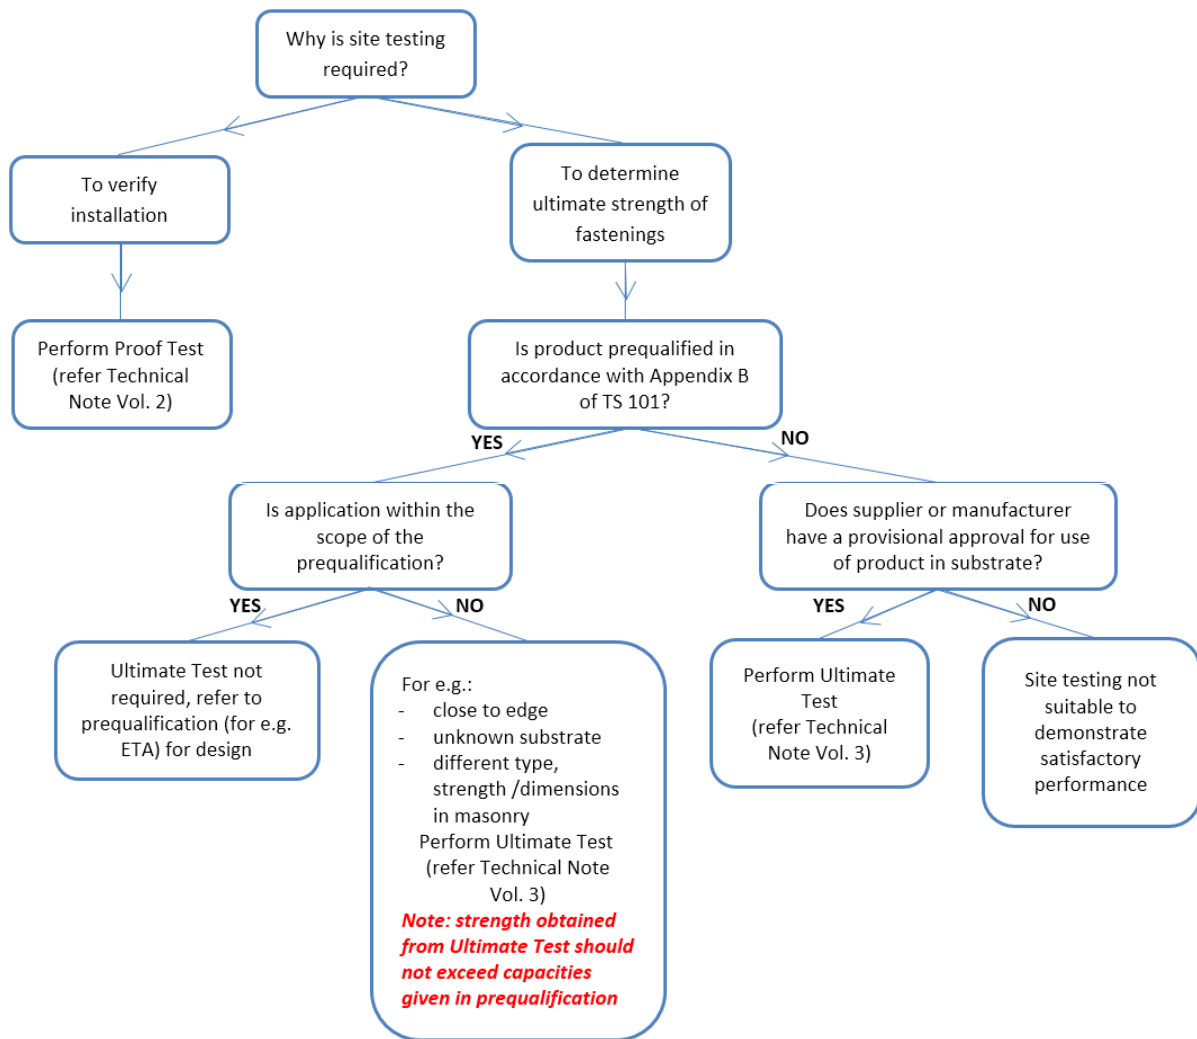 Why is site testing
required?
To verify
installation
To determine
ultimate strength of
fastenings
Perform Proof Test
(refer Technical
Note Vol. 2)
Is product prequalified in
accordance with Appendix B
of TS 101?
YES
NO
Is application within the
scope of the
prequalification?
Does supplier or manufacturer
have a provisional approval for use
of product in substrate?
YES
NO
YES
NO
Ultimate Test not
required, refer to
prequalification (for e.g.
ETA) for design
For e.g.:
- close to edge
- unknown substrate
- different type,
strength /dimensions
in masonry
Perform Ultimate Test
(refer Technical Note
Vol. 3)
Note: strength obtained
from Ultimate Test should
not exceed capacities
given in prequalification
Perform Ultimate
Test
(refer Technical
Note Vol. 3)
Site testing not
suitable to
demonstrate
satisfactory
performance